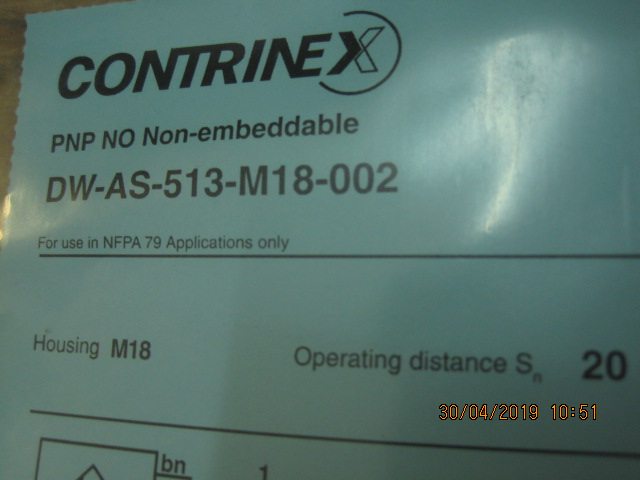 CONTRINEX
PNP NO Non-embeddable
DW-AS-513-M18-002
For use in NFPA 79 Applications only
Housing M18
Operating distance Sn 20
30/04/2019 10:51
bn
1